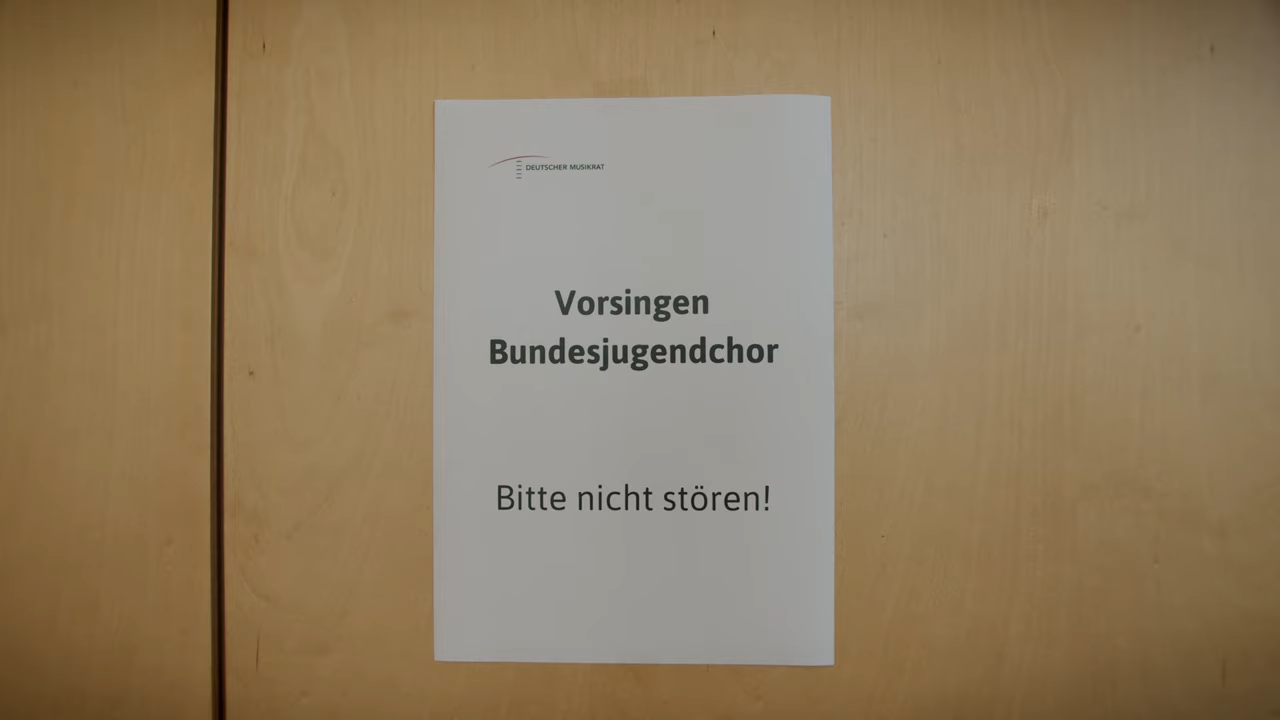 DEUTSCHER MUSIKRAT
Vorsingen
Bundesjugendchor
Bitte nicht stören!